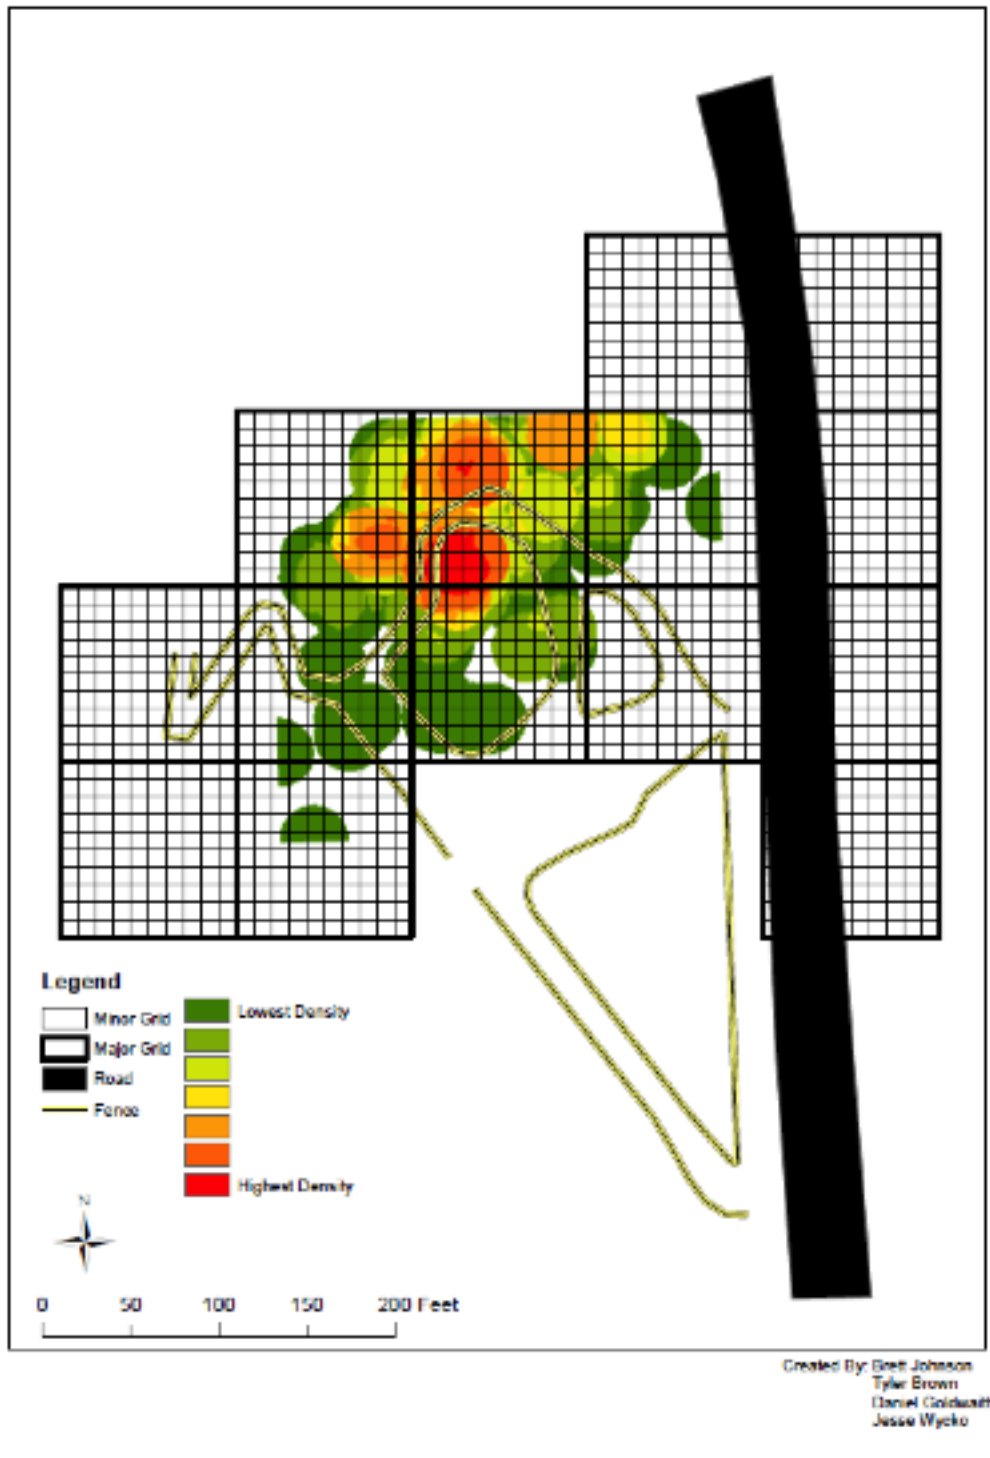 Legend
Minor Grid
Major Grid
Road
Fence
Lowest Density
Highest Density
N
0 50 100 150 200 Feet
Created By: Brett Johnson
Tyler Brown
Daniel
Jesse Wycko